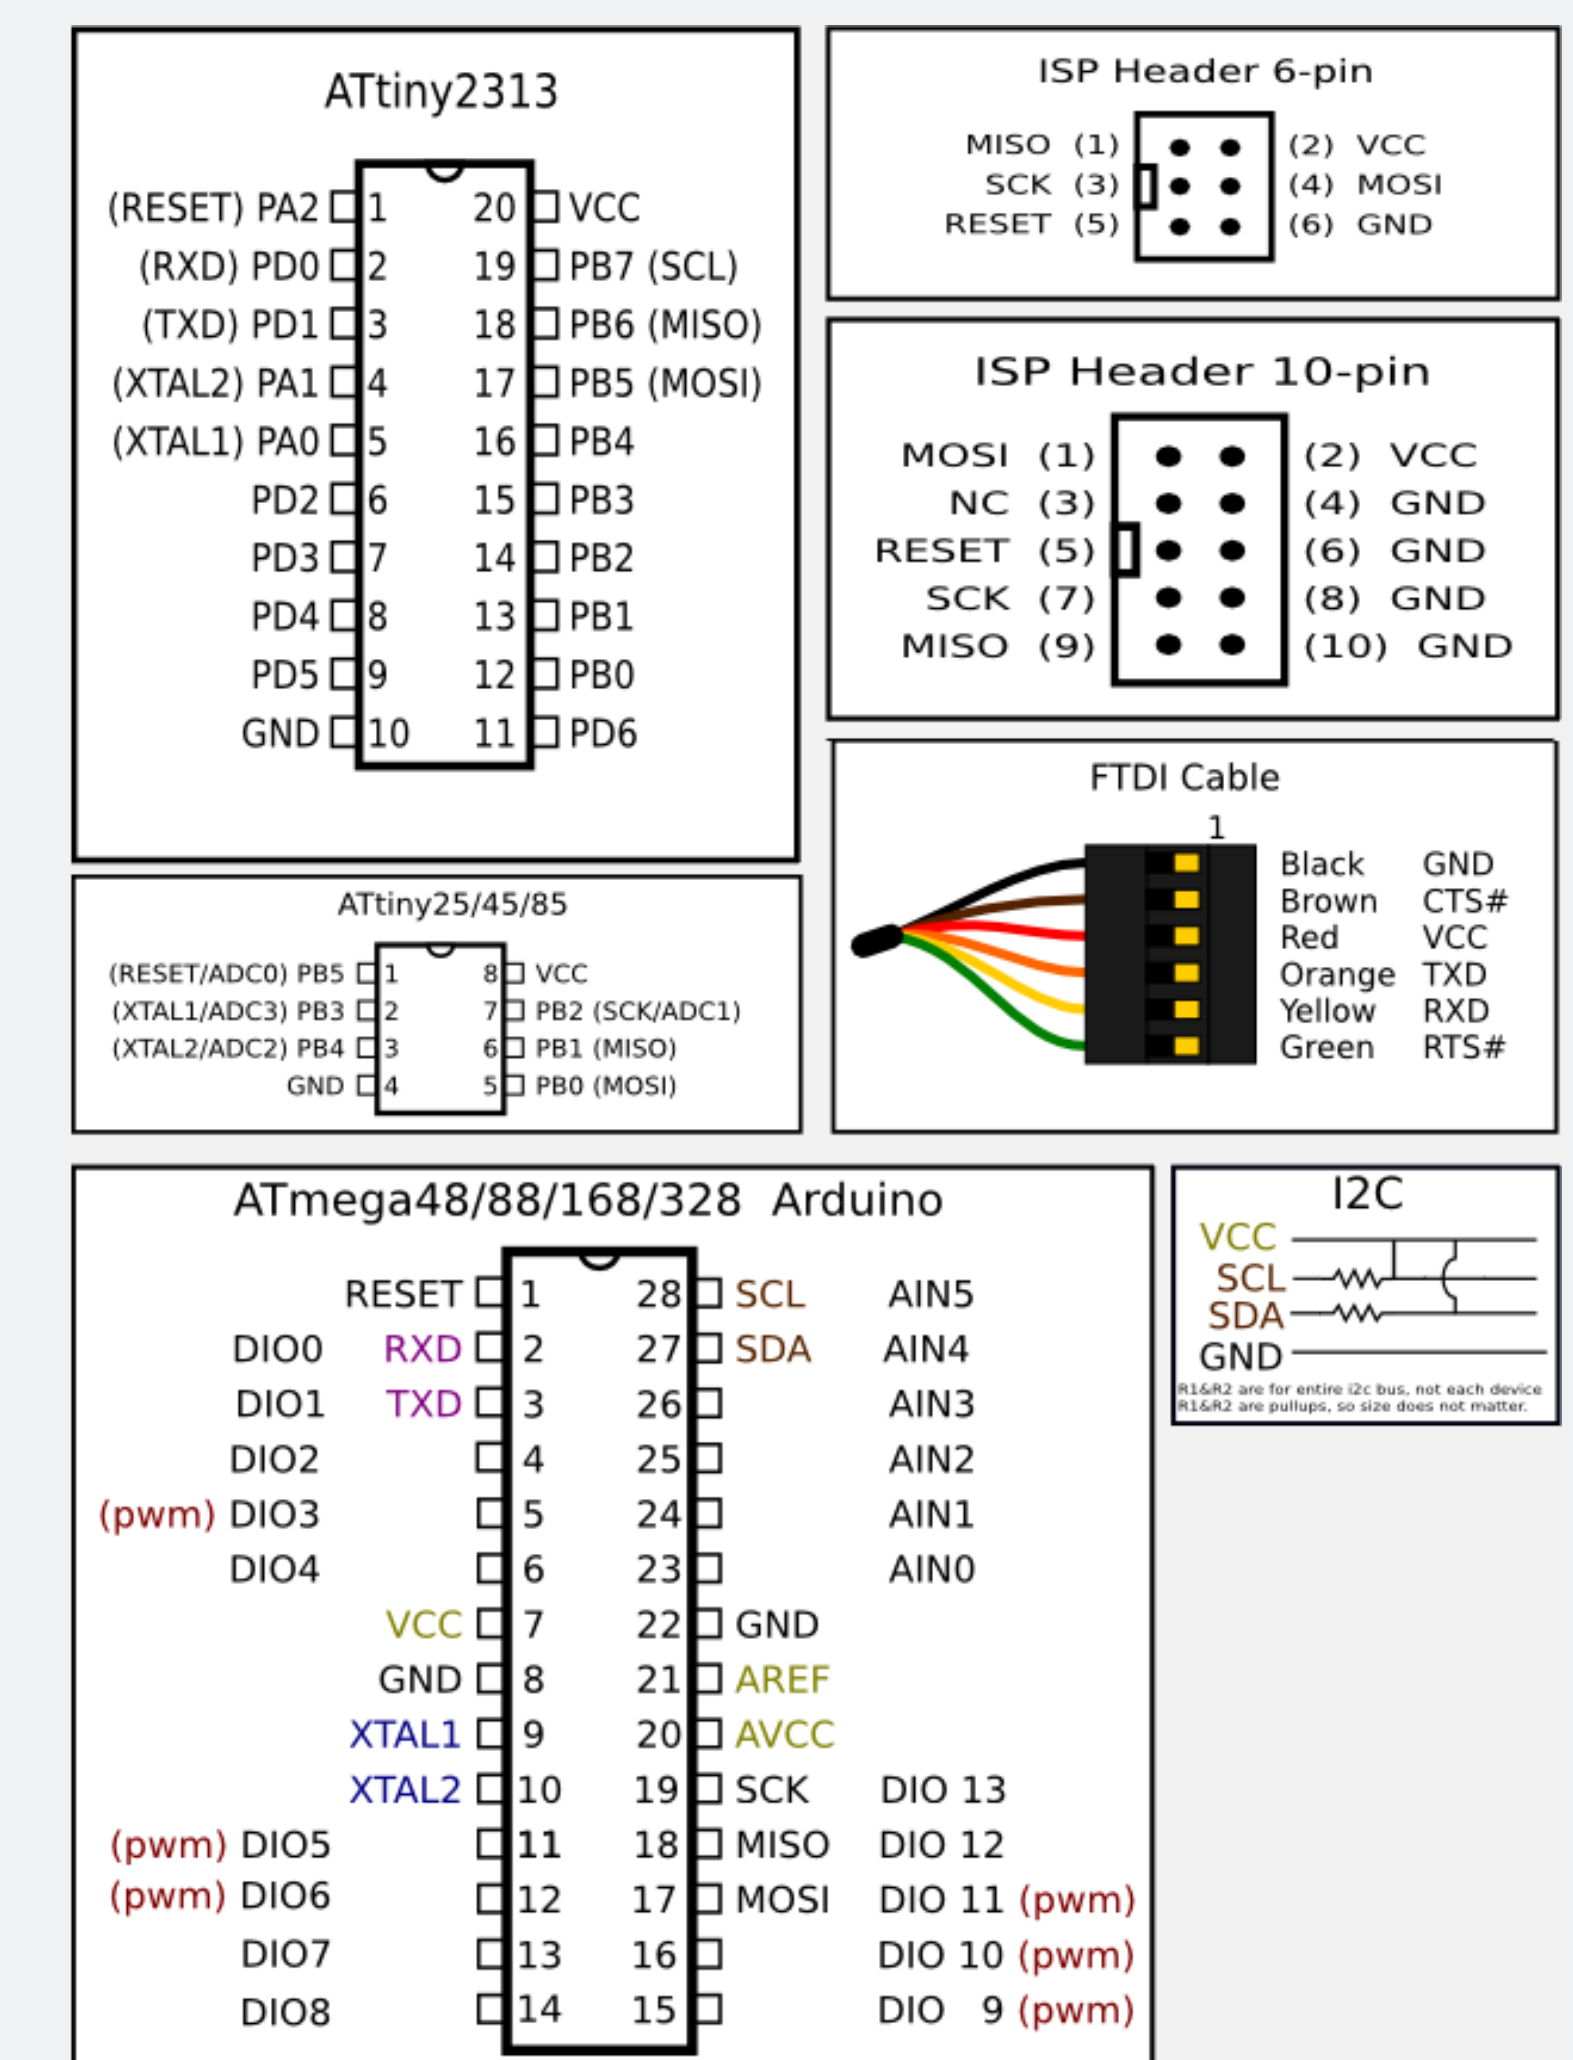 ATtiny2313
(RESET) PA2 1 20 VCC
(RXD) PD0 2 19 PB7 (SCL)
(TXD) PD1 3 18 PB6 (MISO)
(XTAL2) PA1 4 17 PB5 (MOSI)
(XTAL1) PA0 5 16 PB4
PD2 6 15 PB3
PD3 7 14 PB2
PD4 8 13 PB1
PD5 9 12 PB0
GND 10 11 PD6
ISP Header 6-pin
MISO (1) (2) VCC
SCK (3) (4) MOSI
RESET (5) (6) GND
ISP Header 10-pin
MOSI (1) (2) VCC
NC (3) (4) GND
RESET (5) (6) GND
SCK (7) (8) GND
MISO (9) (10) GND
FTDI Cable
1
Black GND
Brown CTS#
Red VCC
Orange TXD
Yellow RXD
Green RTS#
ATtiny25/45/85
(RESET/ADC0) PB5 1 8 VCC
(XTAL1/ADC3) PB3 2 7 PB2 (SCK/ADC1)
(XTAL2/ADC2) PB4 3 6 PB1 (MISO)
GND 4 5 PB0 (MOSI)
ATmega48/88/168/328 Arduino
RESET 1 28 SCL AIN5
DIO0 RXD 2 27 SDA AIN4
DIO1 TXD 3 26 AIN3
DIO2 4 25 AIN2
(pwm) DIO3 5 24 AIN1
DIO4 6 23 AIN0
VCC 7 22 GND
GND 8 21 AREF
XTAL1 9 20 AVCC
XTAL2 10 19 SCK DIO 13
(pwm) DIO5 11 18 MISO DIO 12
(pwm) DIO6 12 17 MOSI DIO 11 (pwm)
DIO7 13 16 DIO 10 (pwm)
DIO8 14 15 DIO 9 (pwm)
I2C
VCC
SCL
SDA
GND
R1&R2 are for entire i2c bus, not each device
R1&R2 are pullups, so size does not matter.